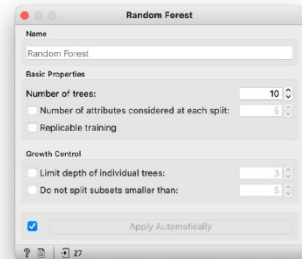 Random Forest
Name
Random Forest
Basic Properties
Number of trees: 10
Number of attributes considered at each split: 5
Replicable training
Growth Control
Limit depth of individual trees: 3
Do not split subsets smaller than: 5
Apply Automatically
? 27